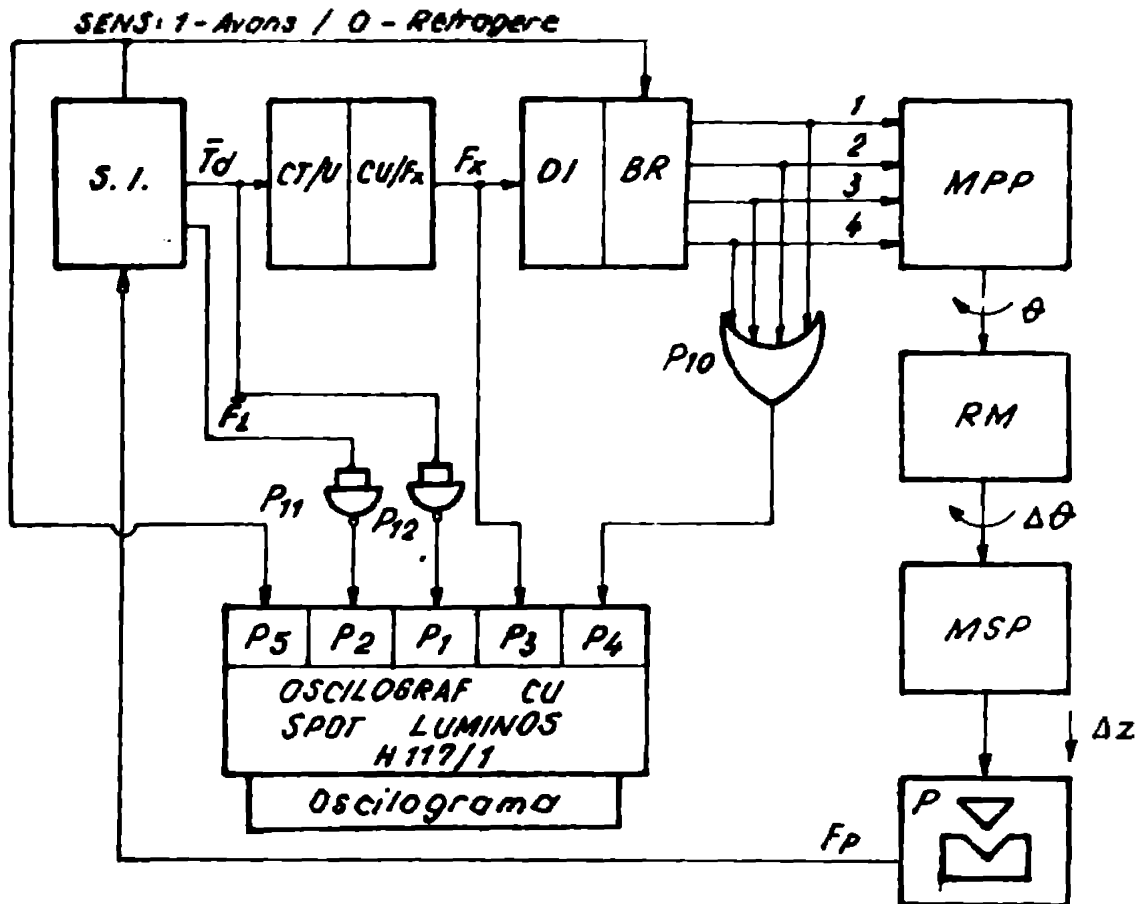 SENS: 1 - Avans / 0 - Retragere
S. I.
T̄d
CT/U
CU/Fx
Fx
DI
BR
1
2
3
4
MPP
θ
P10
RM
F1
P11
P12
Δθ
MSP
P5
P2
P1
P3
P4
OSCILOGRAF CU
SPOT LUMINOS
H 117/1
Oscilograma
ΔZ
P
Fp